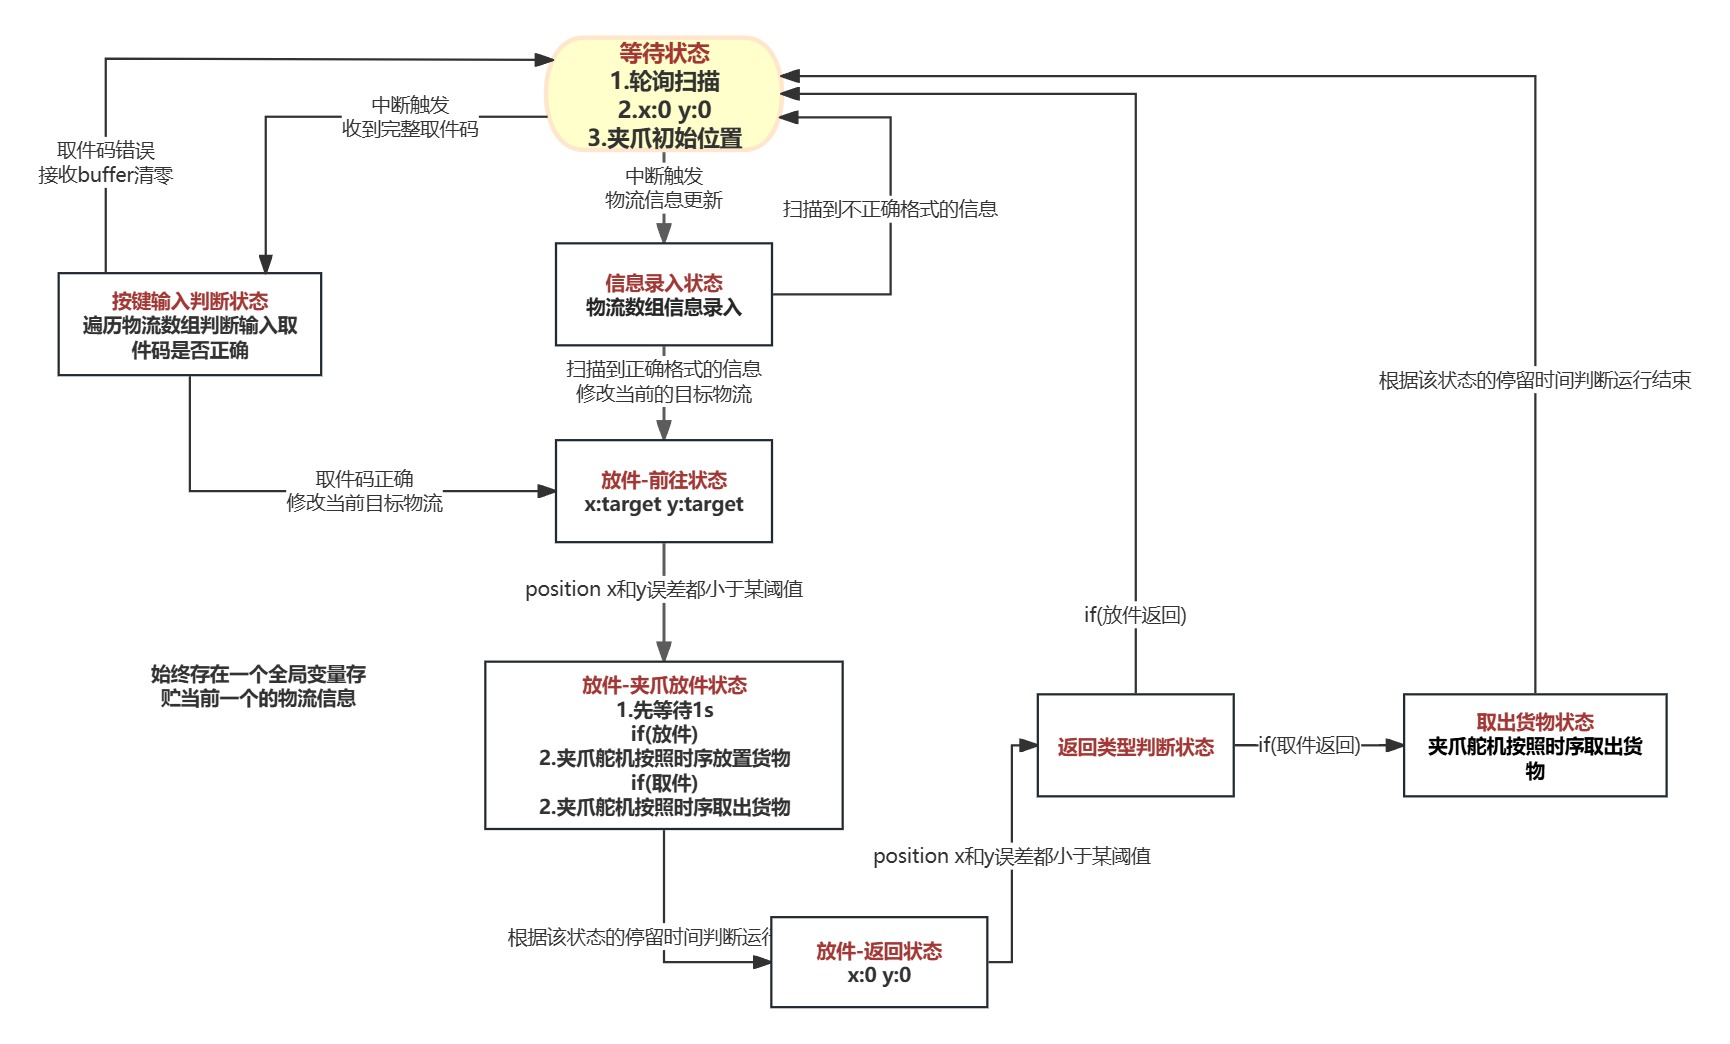 等待状态
1.轮询扫描
2.x:0 y:0
3.夹爪初始位置
中断触发
收到完整取件码
取件码错误
接收buffer清零
中断触发
物流信息更新
扫描到不正确格式的信息
信息录入状态
物流数组信息录入
按键输入判断状态
遍历物流数组判断输入取
件码是否正确
扫描到正确格式的信息
修改当前的目标物流
根据该状态的停留时间判断运行结束
放件-前往状态
x:target y:target
取件码正确
修改当前目标物流
position x和y误差都小于某阈值
if(放件返回)
始终存在一个全局变量存
贮当前一个的物流信息
放件-夹爪放件状态
1.先等待1s
if(放件)
2.夹爪舵机按照时序放置货物
if(取件)
2.夹爪舵机按照时序取出货物
返回类型判断状态
if(取件返回)
取出货物状态
夹爪舵机按照时序取出货
物
position x和y误差都小于某阈值
根据该状态的停留时间判断运行
放件-返回状态
x:0 y:0